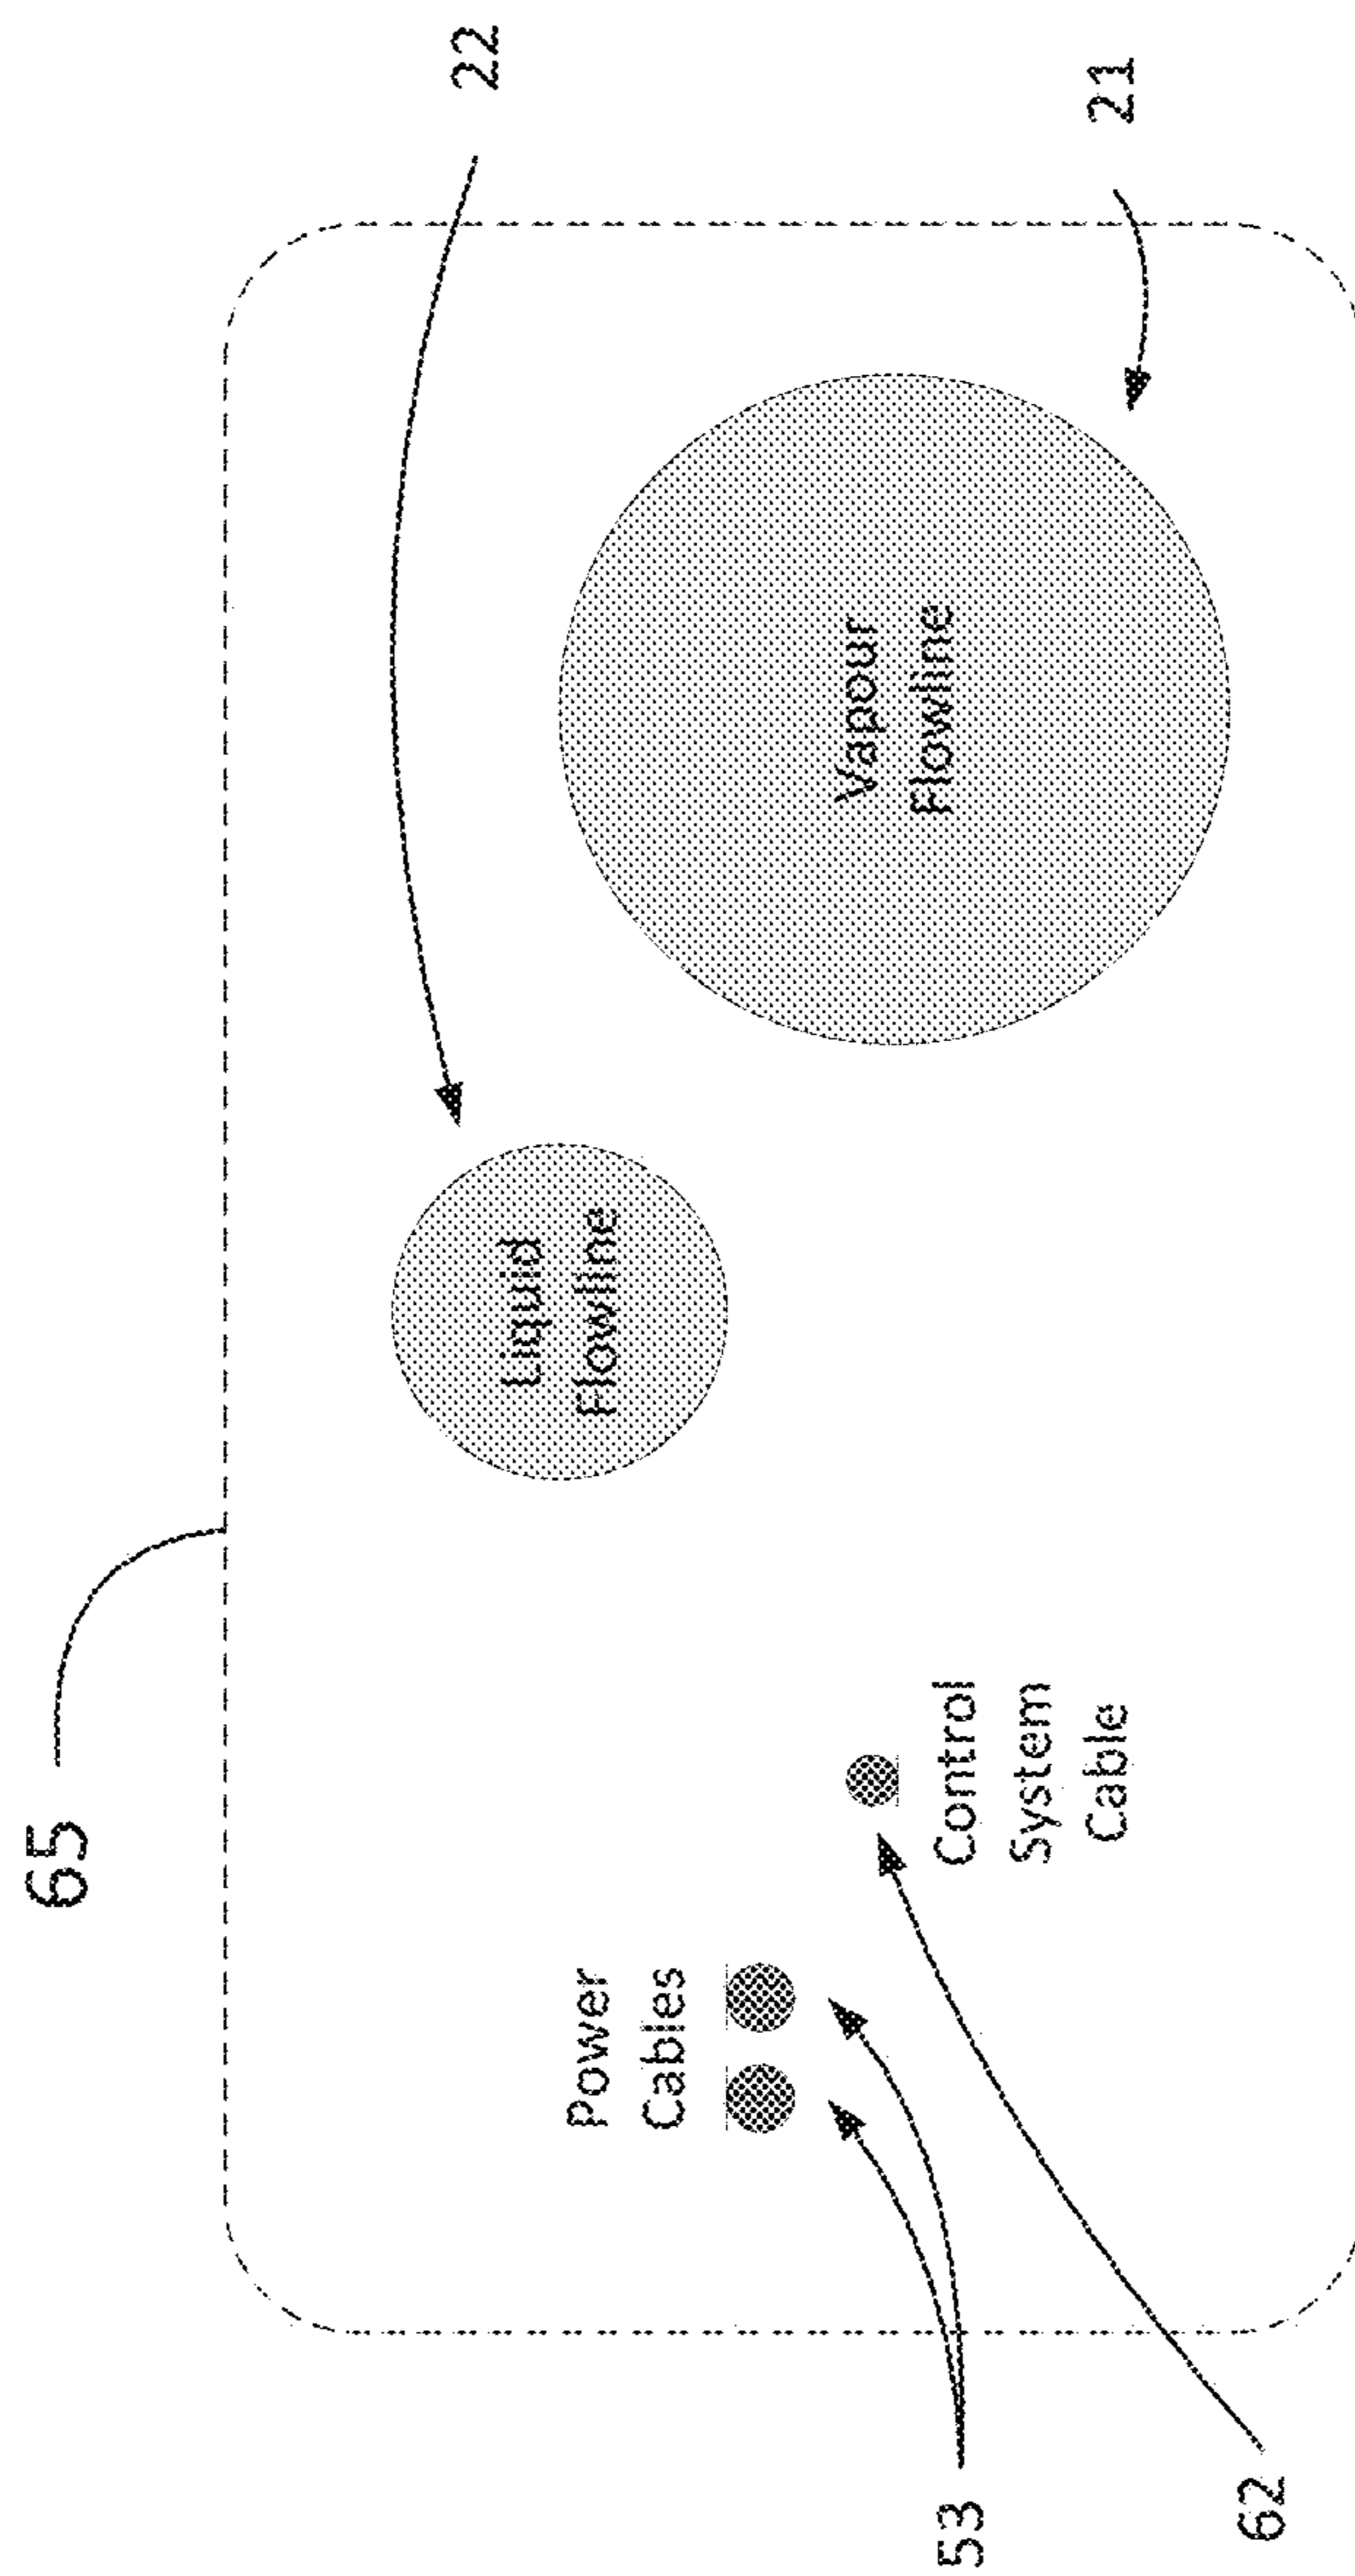 65
22
Power
Cables
Liquid
Flowline
Vapour
Flowline
Control
System
Cable
21
53
62